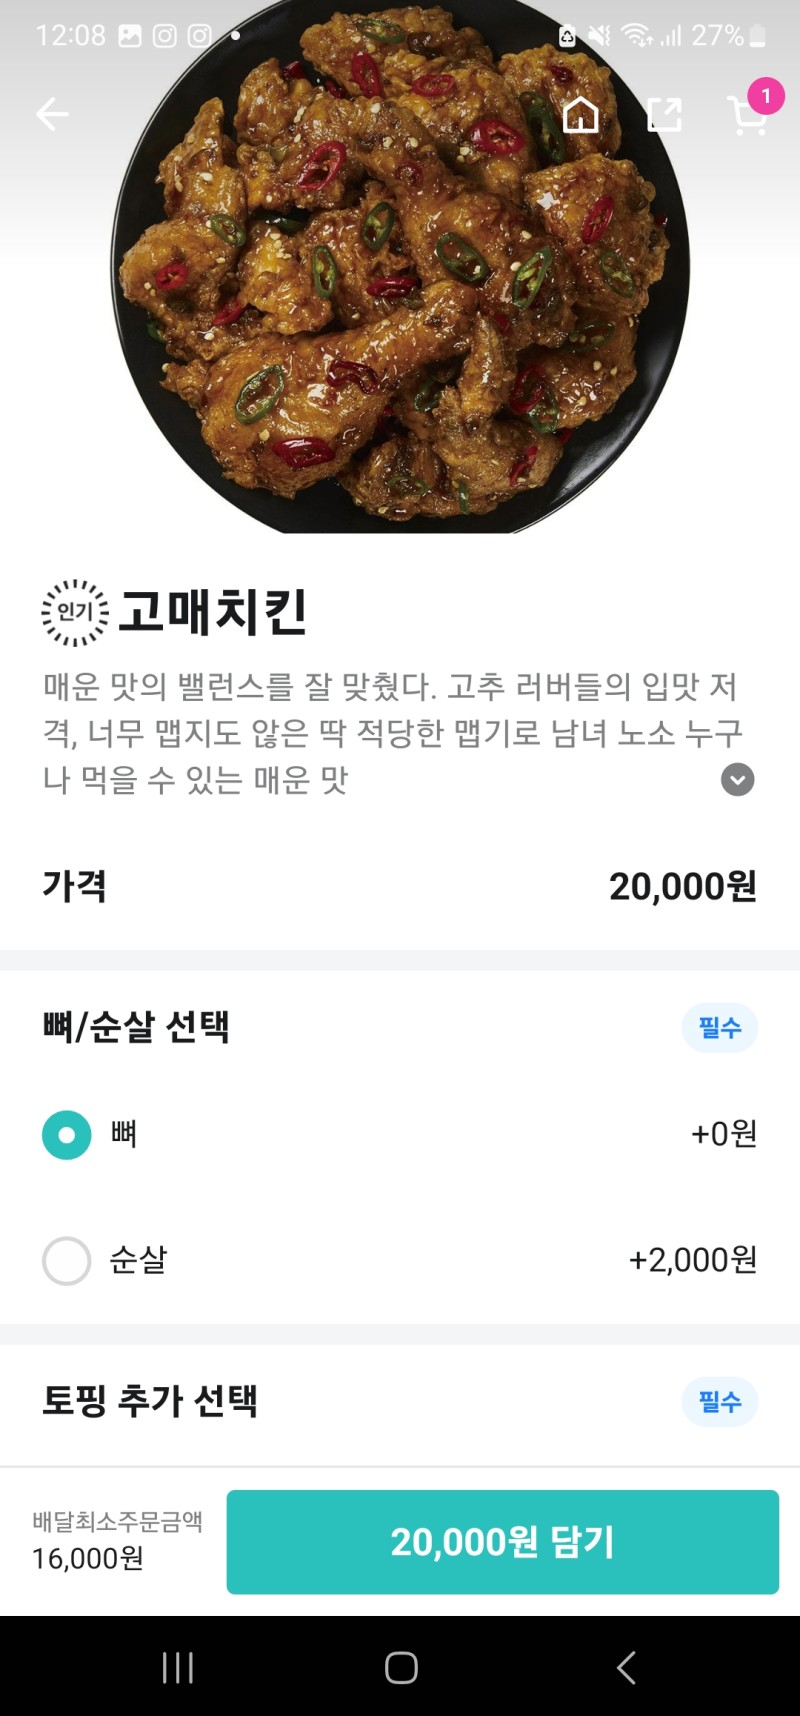 12:08
27%
1
인기
고매치킨
매운 맛의 밸런스를 잘 맞췄다. 고추 러버들의 입맛 저
격, 너무 맵지도 않은 딱 적당한 맵기로 남녀 노소 누구
나 먹을 수 있는 매운 맛
가격 20,000원
뼈/순살 선택 필수
뼈 +0원
순살 +2,000원
토핑 추가 선택 필수
배달최소주문금액
16,000원
20,000원 담기